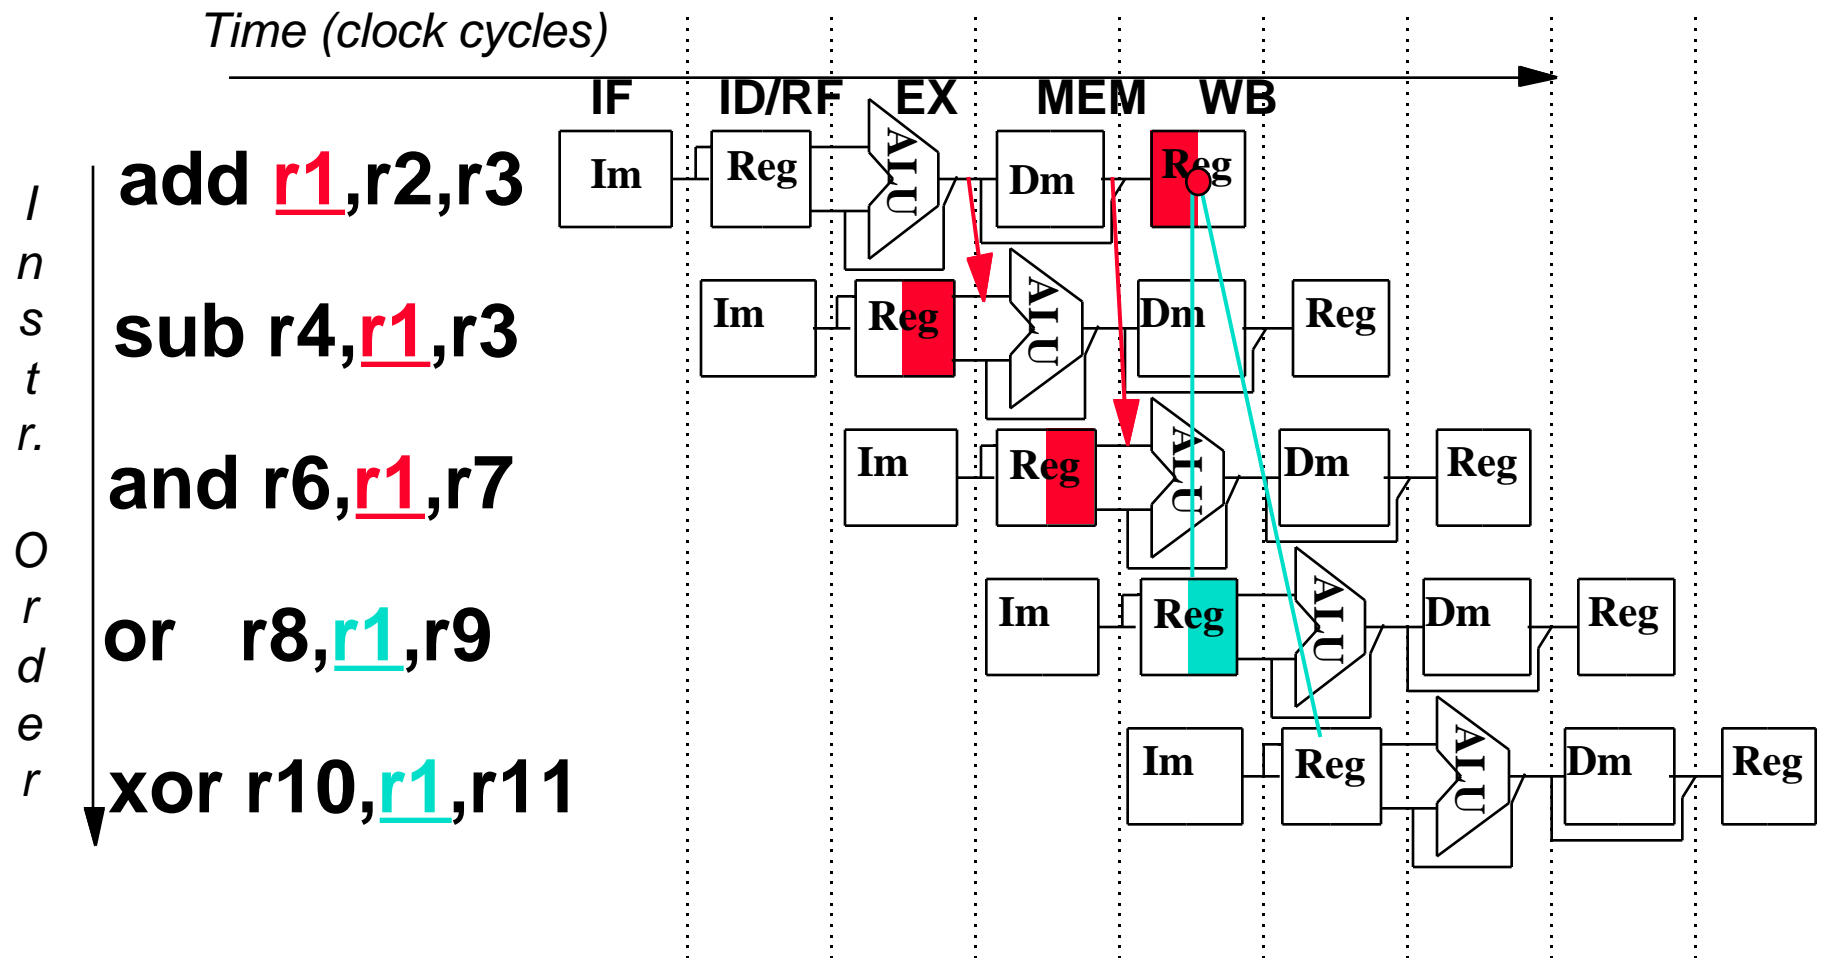 Time (clock cycles)
IF ID/RF EX MEM WB
Instr. Order
add r1,r2,r3 Im Reg ALU Dm Reg
sub r4,r1,r3 Im Reg ALU Dm Reg
and r6,r1,r7 Im Reg ALU Dm Reg
or r8,r1,r9 Im Reg ALU Dm Reg
xor r10,r1,r11 Im Reg ALU Dm Reg